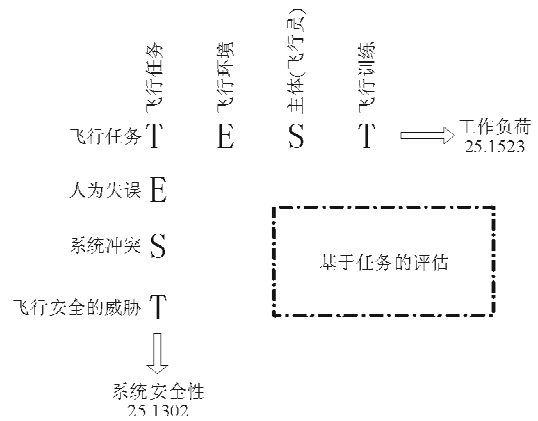 飞行任务
飞行环境
主体(飞行员)
飞行训练
飞行任务 T E S T
工作负荷
25.1523
人为失误 E
系统冲突 S
基于任务的评估
飞行安全的威胁 T
系统安全性
25.1302